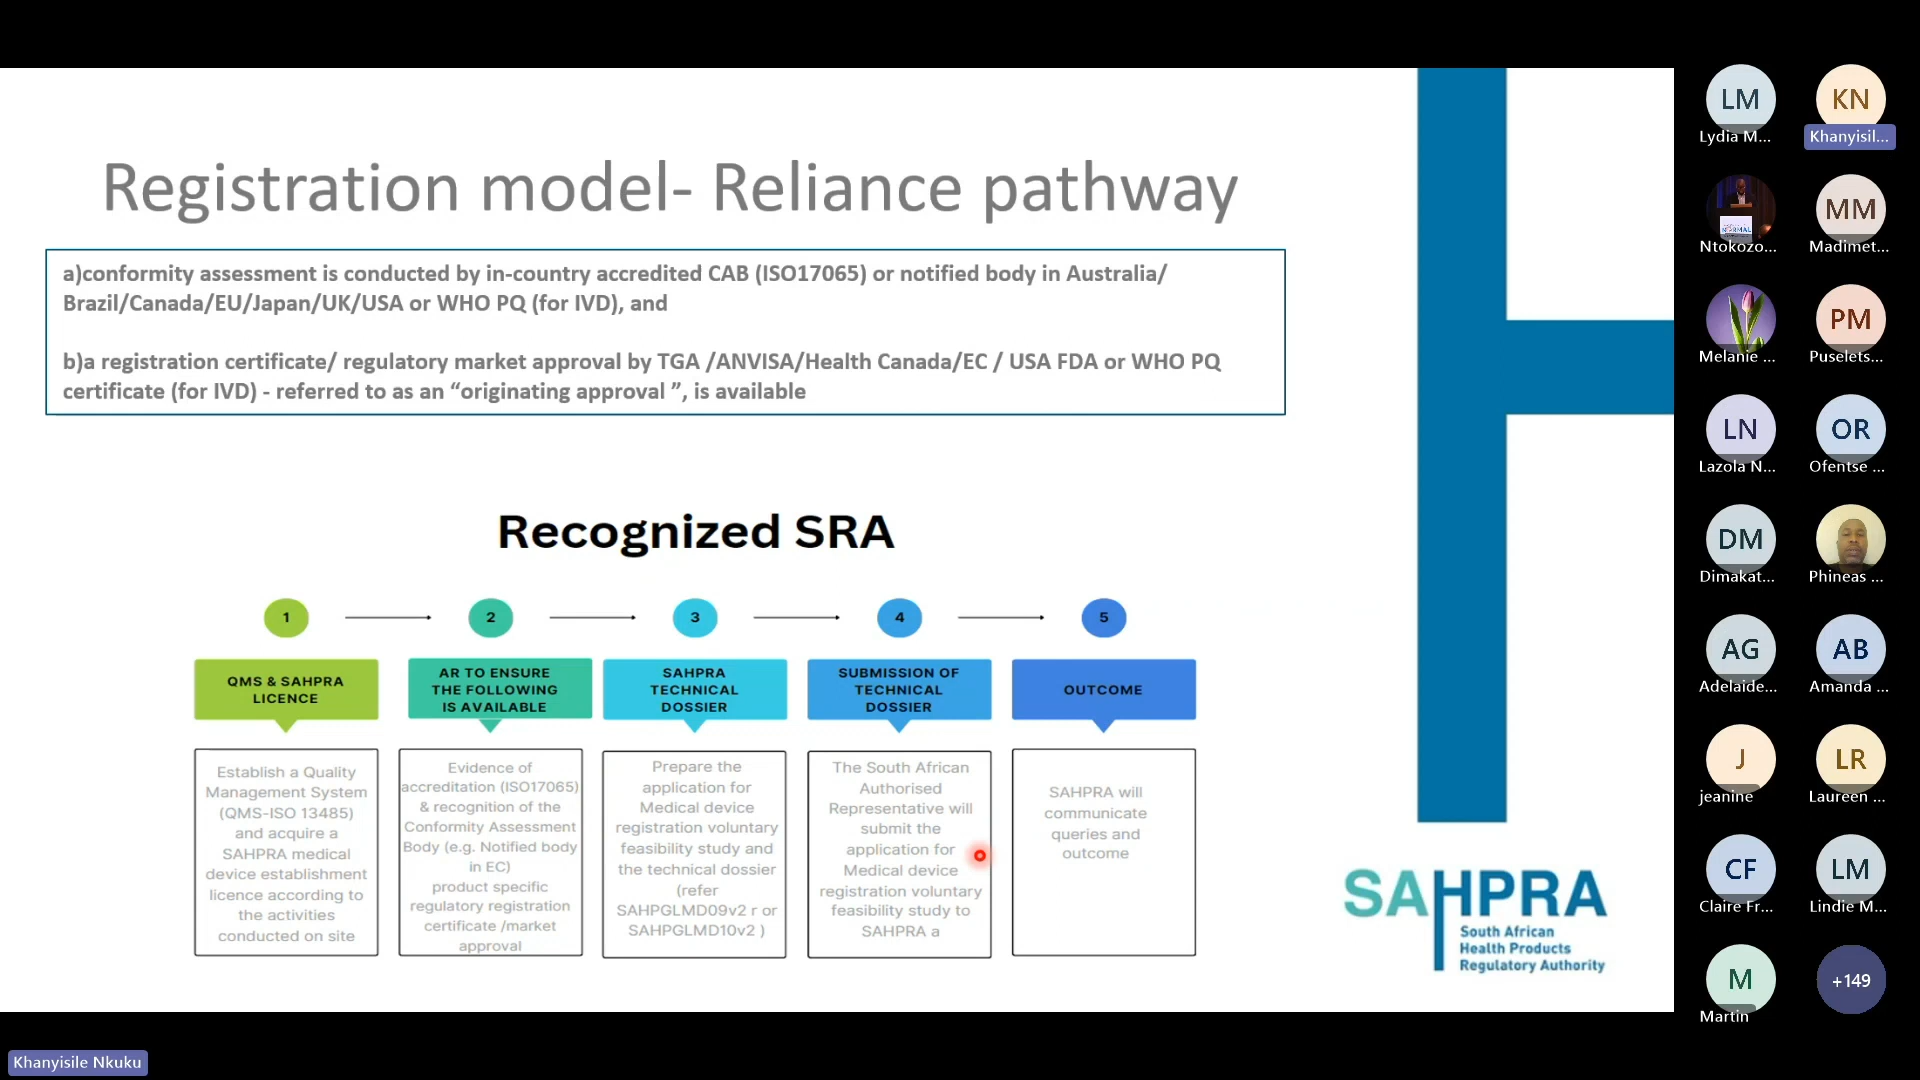 Registration model- Reliance pathway
a)conformity assessment is conducted by in-country accredited CAB (ISO17065) or notified body in Australia/
Brazil/Canada/EU/Japan/UK/USA or WHO PQ (for IVD), and
b)a registration certificate/ regulatory market approval by TGA /ANVISA/Health Canada/EC / USA FDA or WHO PQ
certificate (for IVD) - referred to as an “originating approval ”, is available
Recognized SRA
1
2
3
4
5
QMS & SAHPRA
LICENCE
AR TO ENSURE
THE FOLLOWING
IS AVAILABLE
SAHPRA
TECHNICAL
DOSSIER
SUBMISSION OF
TECHNICAL
DOSSIER
OUTCOME
Establish a Quality
Management System
(QMS-ISO 13485)
and acquire a
SAHPRA medical
device establishment
licence according to
the activities
conducted on site
Evidence of
accreditation (ISO17065)
& recognition of the
Conformity Assessment
Body (e.g. Notified body
in EC)
product specific
regulatory registration
certificate /market
approval
Prepare the
application for
Medical device
registration voluntary
feasibility study and
the technical dossier
(refer
SAHPGLMD09v2 r or
SAHPGLMD10v2 )
The South African
Authorised
Representative will
submit the
application for
Medical device
registration voluntary
feasibility study to
SAHPRA a
SAHPRA will
communicate
queries and
outcome
SAHPRA
South African
Health Products
Regulatory Authority
LM
Lydia M...
KN
Khanyisil...
NORMAL
Ntokozo...
MM
Madimet...
Melanie ...
PM
Puselets...
LN
Lazola N...
OR
Ofentse ...
DM
Dimakat...
Phineas ...
AG
Adelaide...
AB
Amanda ...
J
jeanine
LR
Laureen ...
CF
Claire Fr...
LM
Lindie M...
M
Martin
+149
Khanyisile Nkuku